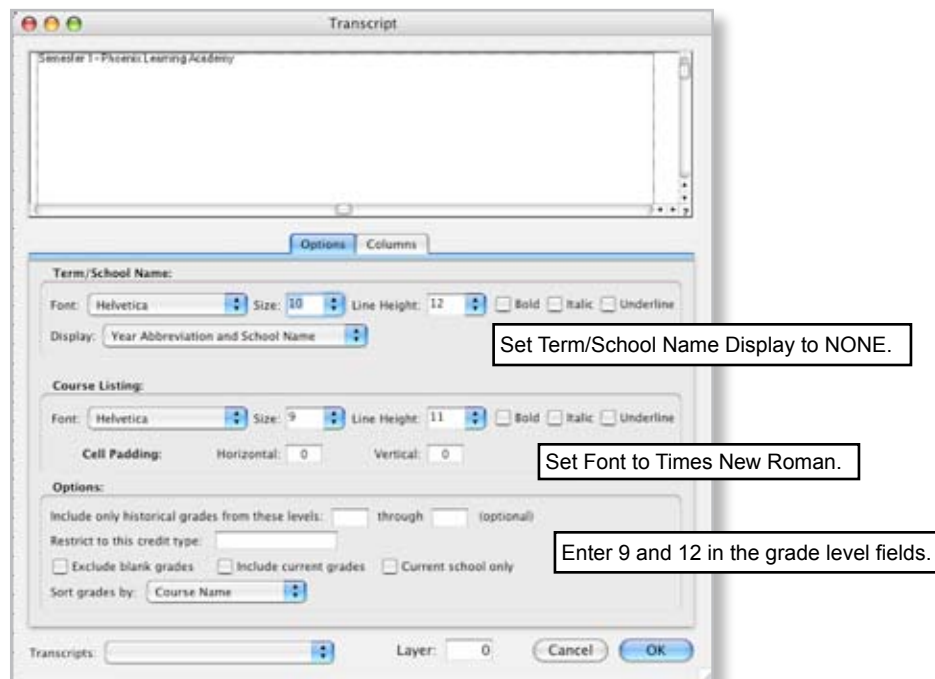 Transcript
Semester 1 - Phoenix Learning Academy
Options Columns
Term/School Name:
Font: Helvetica Size: 10 Line Height: 12 Bold Italic Underline
Display: Year Abbreviation and School Name
Set Term/School Name Display to NONE.
Course Listing:
Font: Helvetica Size: 9 Line Height: 11 Bold Italic Underline
Cell Padding: Horizontal: 0 Vertical: 0
Set Font to Times New Roman.
Options:
Include only historical grades from these levels: through (optional)
Restrict to this credit type:
Enter 9 and 12 in the grade level fields.
Exclude blank grades Include current grades Current school only
Sort grades by: Course Name
Transcripts: Layer: 0 Cancel OK